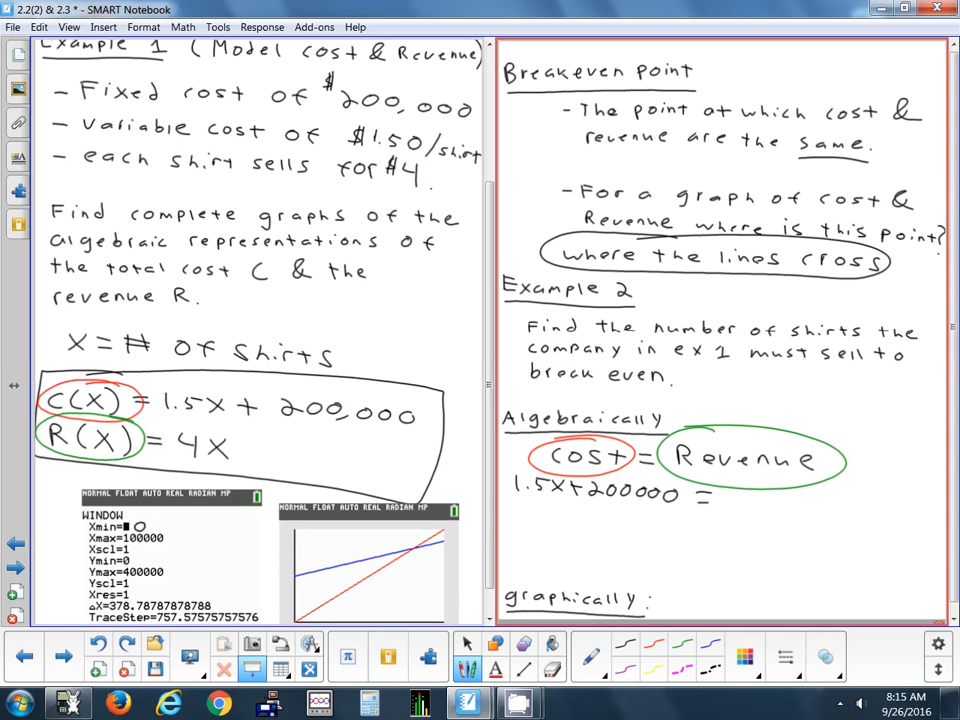 2.2(2) & 2.3 * - SMART Notebook
File Edit View Insert Format Math Tools Response Add-ons Help
Example 1 (Model cost & Revenue)
- Fixed cost of $200,000
- variable cost of $1.50/shirt
- each shirt sells for $4.
Find complete graphs of the
algebraic representations of
the total cost C & the
revenue R.
X = # of shirts
C(X) = 1.5X + 200,000
R(X) = 4X
NORMAL FLOAT AUTO REAL RADIAN MP
WINDOW
Xmin=0
Xmax=100000
Xscl=1
Ymin=0
Ymax=400000
Yscl=1
Xres=1
△X=378.78787878788
TraceStep=757.57575757576
NORMAL FLOAT AUTO REAL RADIAN MP
Breakeven point
- The point at which cost &
revenue are the same.
- For a graph of cost &
Revenue where is this point?
where the lines cross
Example 2
Find the number of shirts the
company in ex 1 must sell to
break even.
Algebraically
cost = Revenue
1.5X+200000 =
graphically:
8:15 AM
9/26/2016